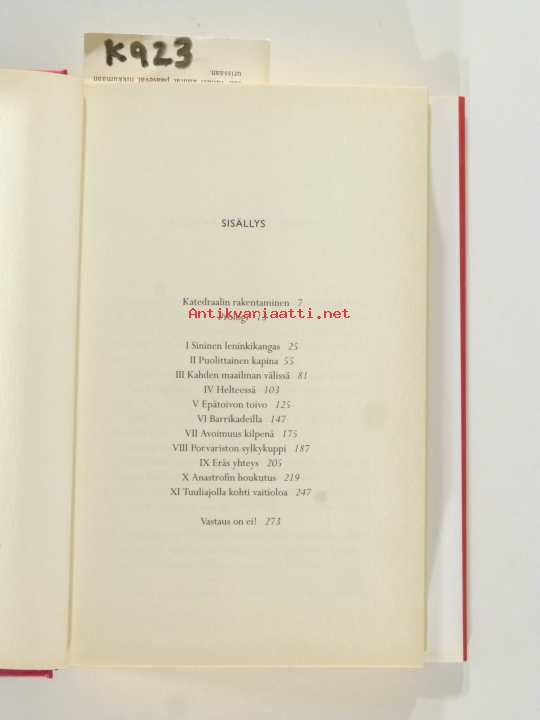 K923
urissaan.
SISÄLLYS
Katedraalin rakentaminen 7
Antikvariaatti.net
I Sininen leninkikangas 25
II Puolittainen kapina 55
III Kahden maailman välissä 81
IV Helteessä 103
V Epätoivon toivo 125
VI Barrikadeilla 147
VII Avoimuus kilpenä 175
VIII Porvariston sylkykuppi 187
IX Eräs yhteys 205
X Anastrofin houkutus 219
XI Tuuliajolla kohti vaitioloa 247
Vastaus on ei! 273